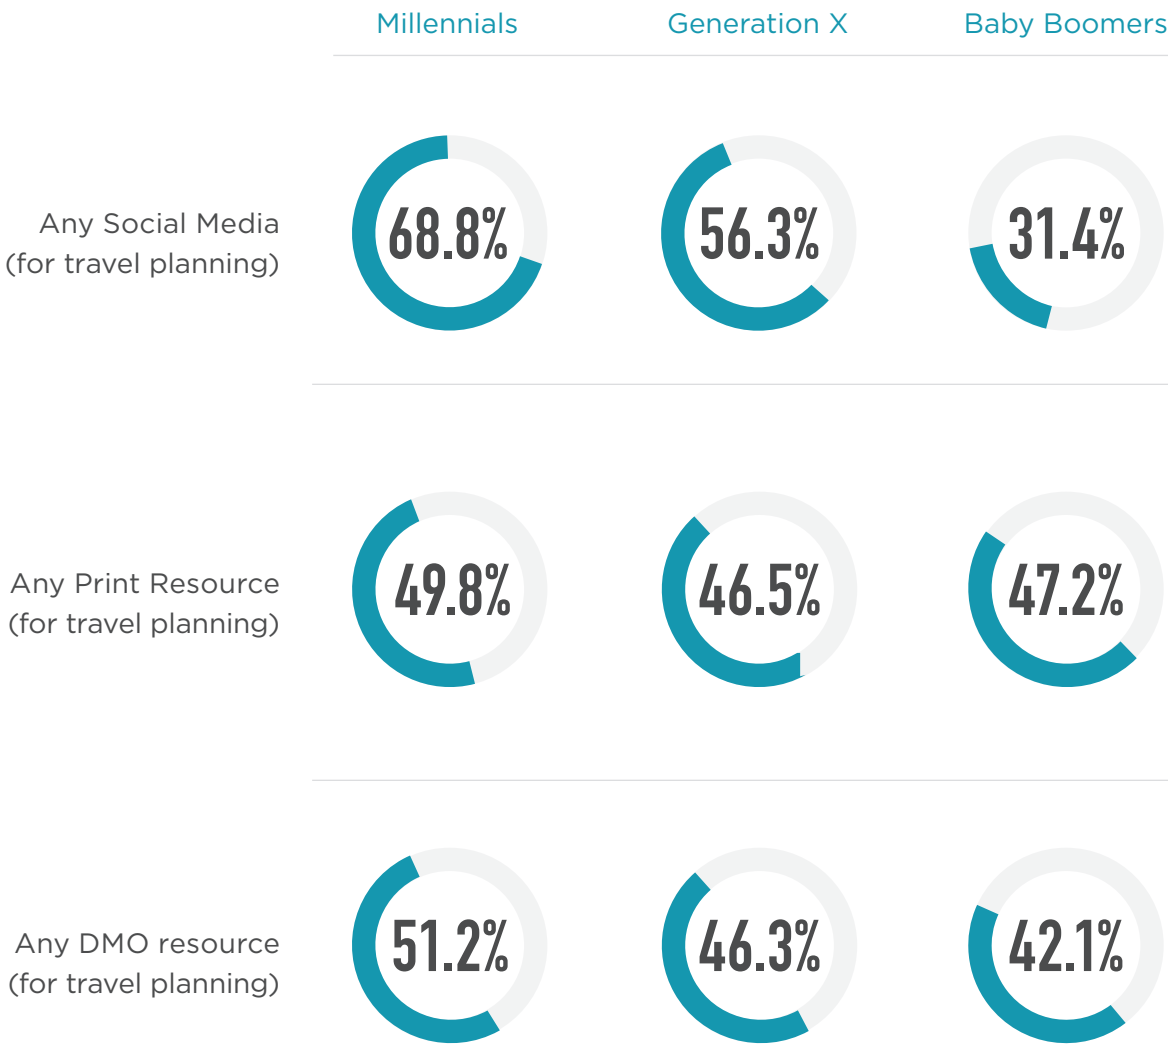 Millennials Generation X Baby Boomers
Any Social Media
(for travel planning)
68.8% 56.3% 31.4%
Any Print Resource
(for travel planning)
49.8% 46.5% 47.2%
Any DMO resource
(for travel planning)
51.2% 46.3% 42.1%